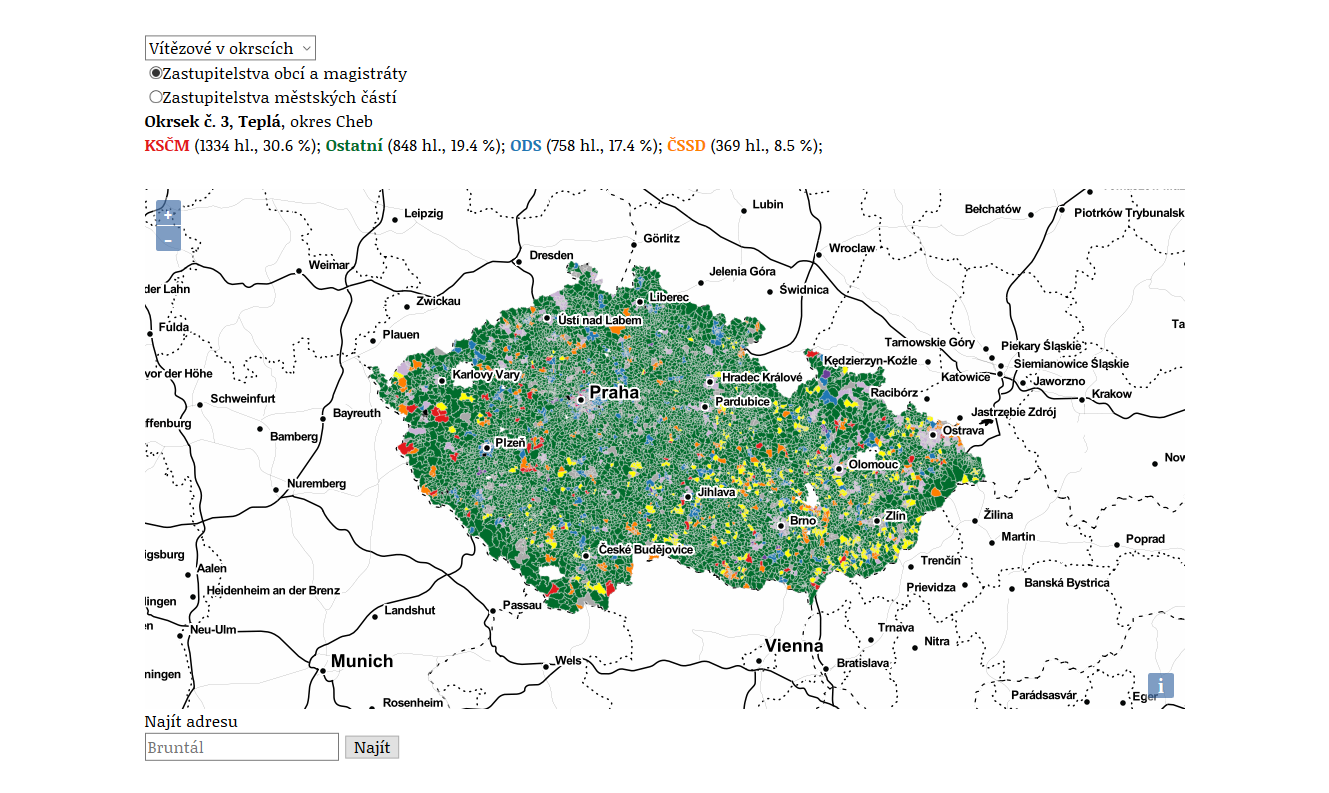 Vítězové v okrscích
Zastupitelstva obcí a magistráty
Zastupitelstva městských částí
Okrsek č. 3, Teplá, okres Cheb
KSČM (1334 hl., 30.6 %); Ostatní (848 hl., 19.4 %); ODS (758 hl., 17.4 %); ČSSD (369 hl., 8.5 %);
+
–
Leipzig
Lubin
Bełchatów
Piotrków Trybunalsk
Görlitz
Wroclaw
Dresden
Weimar
Jelenia Góra
der Lahn
Świdnica
Zwickau
Liberec
Fulda
Ústí nad Labem
Ta
Plauen
Tarnowskie Góry
Piekary Śląskie
Kędzierzyn-Koźle
Siemianowice Śląskie
vor der Höhe
Karlovy Vary
Hradec Králové
Katowice
Jaworzno
Praha
Racibórz
Krakow
Schweinfurt
Pardubice
Bayreuth
Jastrzębie Zdrój
ffenburg
Bamberg
Ostrava
Plzeň
Now
Olomouc
Nuremberg
Jihlava
Zlín
Žilina
Brno
Martin
Poprad
igsburg
České Budějovice
Aalen
Trenčín
Heidenheim an der Brenz
Prievidza
Banská Bystrica
lingen
Passau
Landshut
en
Neu-Ulm
Trnava
Nitra
Vienna
Munich
Wels
Bratislava
ningen
i
Parádsasvár
Eger
Rosenheim
Najít adresu
Bruntál
Najít